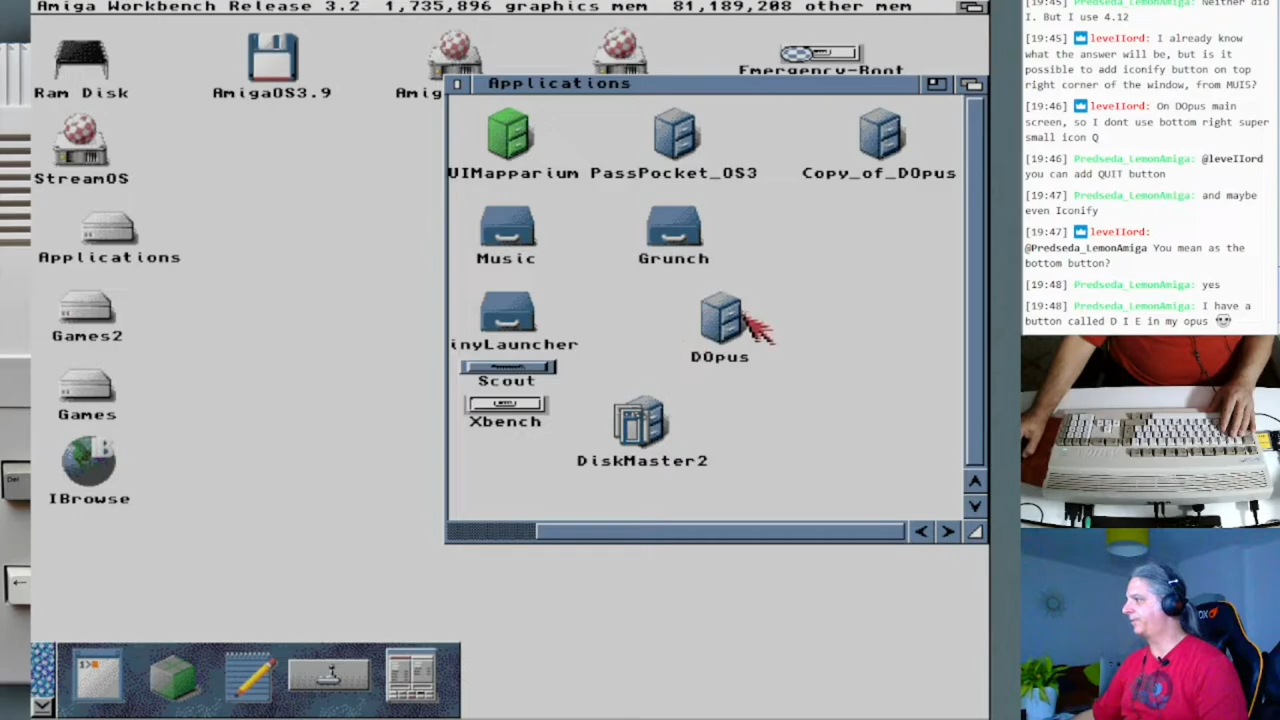 Amiga Workbench Release 3.2 1,735,896 graphics mem 81,189,208 other mem
Ram Disk
AmigaOS3.9
Amig
Emergency-Root
StreamOS
Applications
Games2
Games
IBrowse
Applications
UIMapparium
PassPocket_OS3
Copy_of_DOpus
Music
Grunch
inyLauncher
DOpus
Scout
Xbench
DiskMaster2
1>
Del
[19:45] Predseda_LemonAmiga: Neither did
I. But I use 4.12
[19:45] levelIord: I already know
what the answer will be, but is it
possible to add iconify button on top
right corner of the window, from MUI5?
[19:46] levelIord: On DOpus main
screen, so I dont use bottom right super
small icon Q
[19:46] Predseda_LemonAmiga: @levelIord
you can add QUIT button
[19:47] Predseda_LemonAmiga: and maybe
even Iconify
[19:47] levelIord:
@Predseda_LemonAmiga You mean as the
bottom button?
[19:48] Predseda_LemonAmiga: yes
[19:48] Predseda_LemonAmiga: I have a
button called D I E in my opus